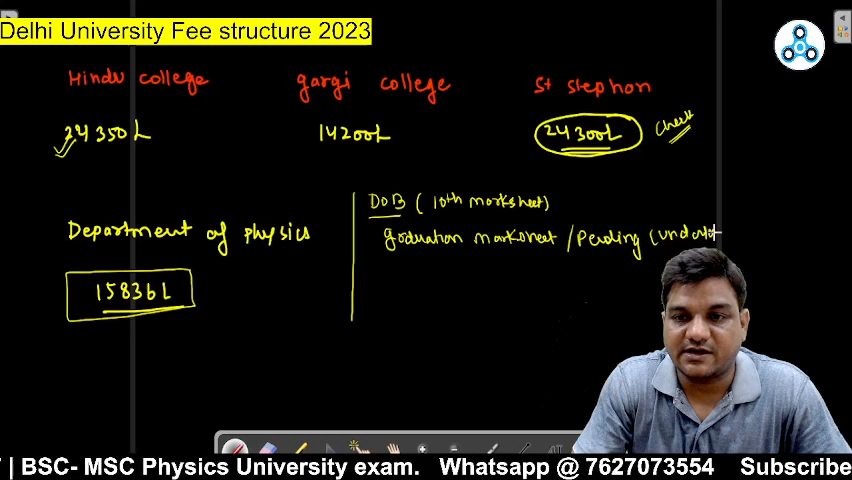 Delhi University Fee structure 2023
Hindu college gargi college St Stephon
24350L 14200L 24300L check
Department of physics
15836L
DOB (10th marksheet)
graduation marksheet / Pending (under
| BSC- MSC Physics University exam. Whatsapp @ 7627073554 Subscribe